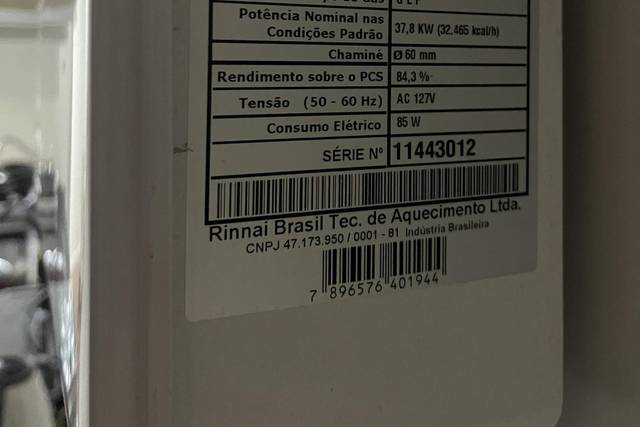 Potência Nominal nas
Condições Padrão
37,8 KW (32.465 kcal/h)
Chaminé
Ø 60 mm
Rendimento sobre o PCS
84,3 %
Tensão (50 - 60 Hz)
AC 127V
Consumo Elétrico
85 W
SÉRIE Nº
11443012
Rinnai Brasil Tec. de Aquecimento Ltda.
CNPJ 47.173.950 / 0001 - 81 Indústria Brasileira
7 896576 401944